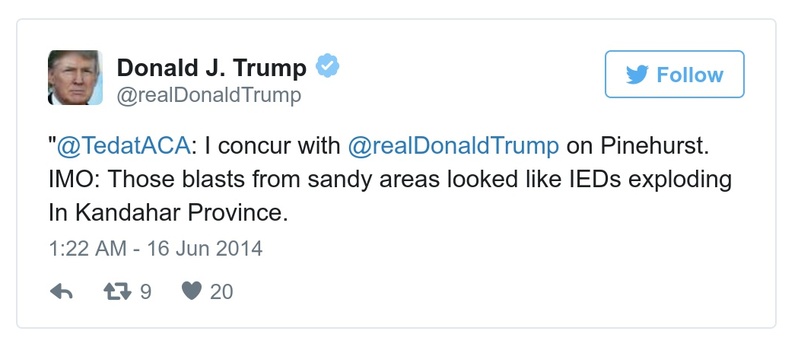 Donald J. Trump
@realDonaldTrump
Follow
"@TedatACA: I concur with @realDonaldTrump on Pinehurst.
IMO: Those blasts from sandy areas looked like IEDs exploding
In Kandahar Province.
1:22 AM - 16 Jun 2014
9 20